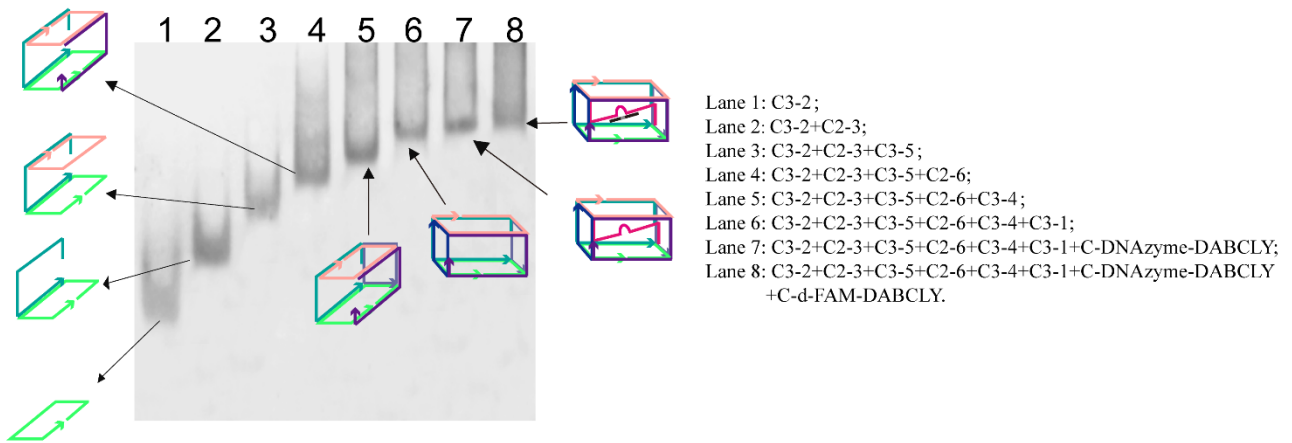 1 2 3 4 5 6 7 8
Lane 1: C3-2;
Lane 2: C3-2+C2-3;
Lane 3: C3-2+C2-3+C3-5;
Lane 4: C3-2+C2-3+C3-5+C2-6;
Lane 5: C3-2+C2-3+C3-5+C2-6+C3-4;
Lane 6: C3-2+C2-3+C3-5+C2-6+C3-4+C3-1;
Lane 7: C3-2+C2-3+C3-5+C2-6+C3-4+C3-1+C-DNAzyme-DABCLY;
Lane 8: C3-2+C2-3+C3-5+C2-6+C3-4+C3-1+C-DNAzyme-DABCLY
+C-d-FAM-DABCLY.